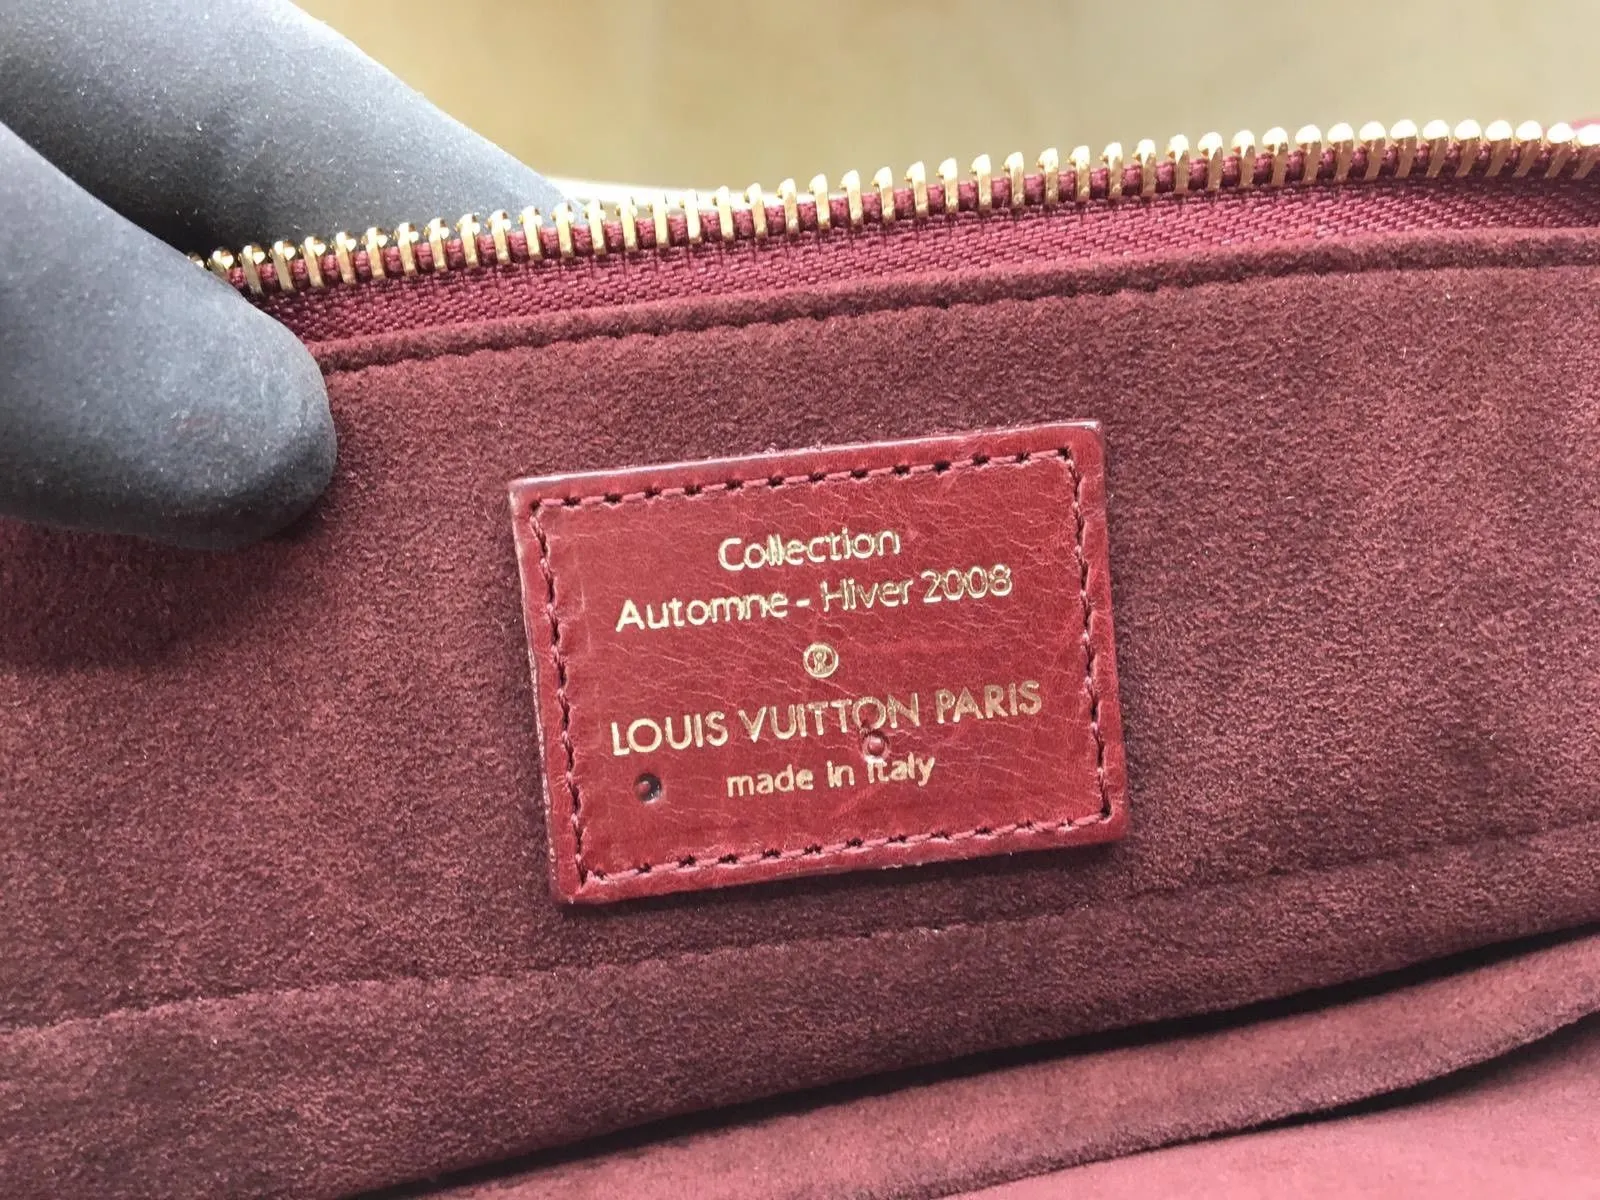 Collection
Automne - Hiver 2008
®
LOUIS VUITTON PARIS
made in Italy